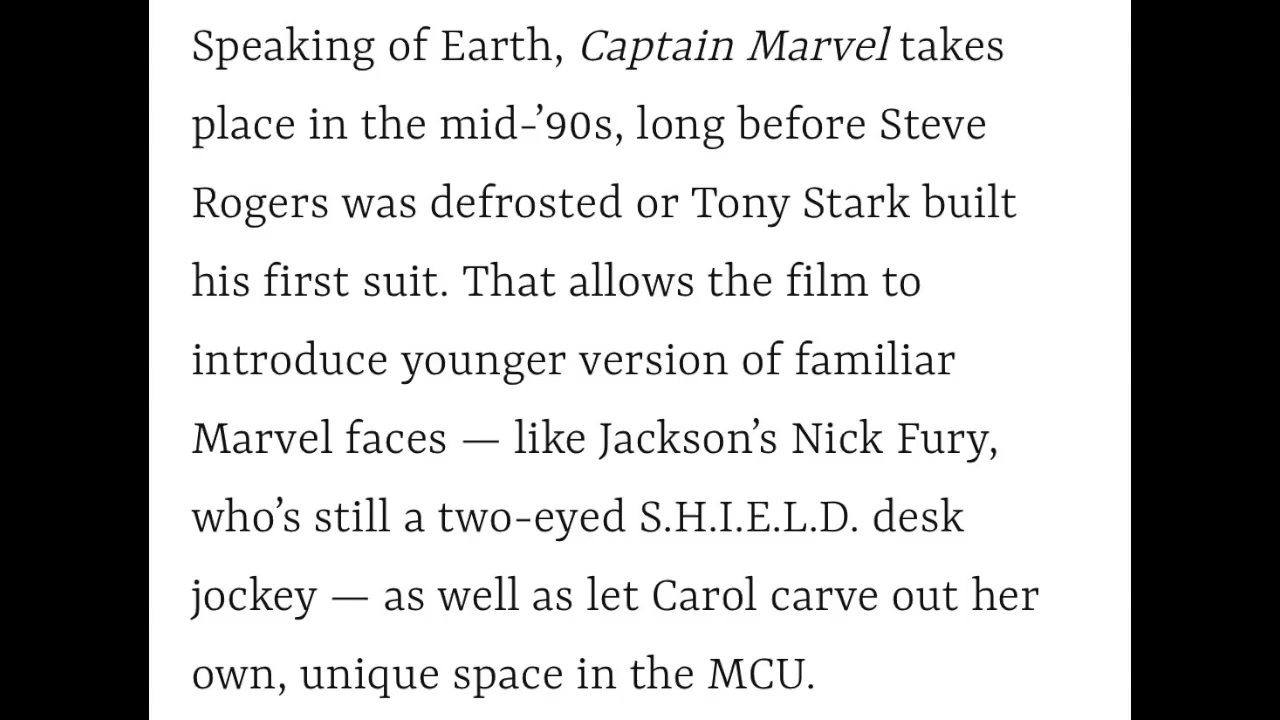 Speaking of Earth, Captain Marvel takes
place in the mid-’90s, long before Steve
Rogers was defrosted or Tony Stark built
his first suit. That allows the film to
introduce younger version of familiar
Marvel faces — like Jackson’s Nick Fury,
who’s still a two-eyed S.H.I.E.L.D. desk
jockey — as well as let Carol carve out her
own, unique space in the MCU.